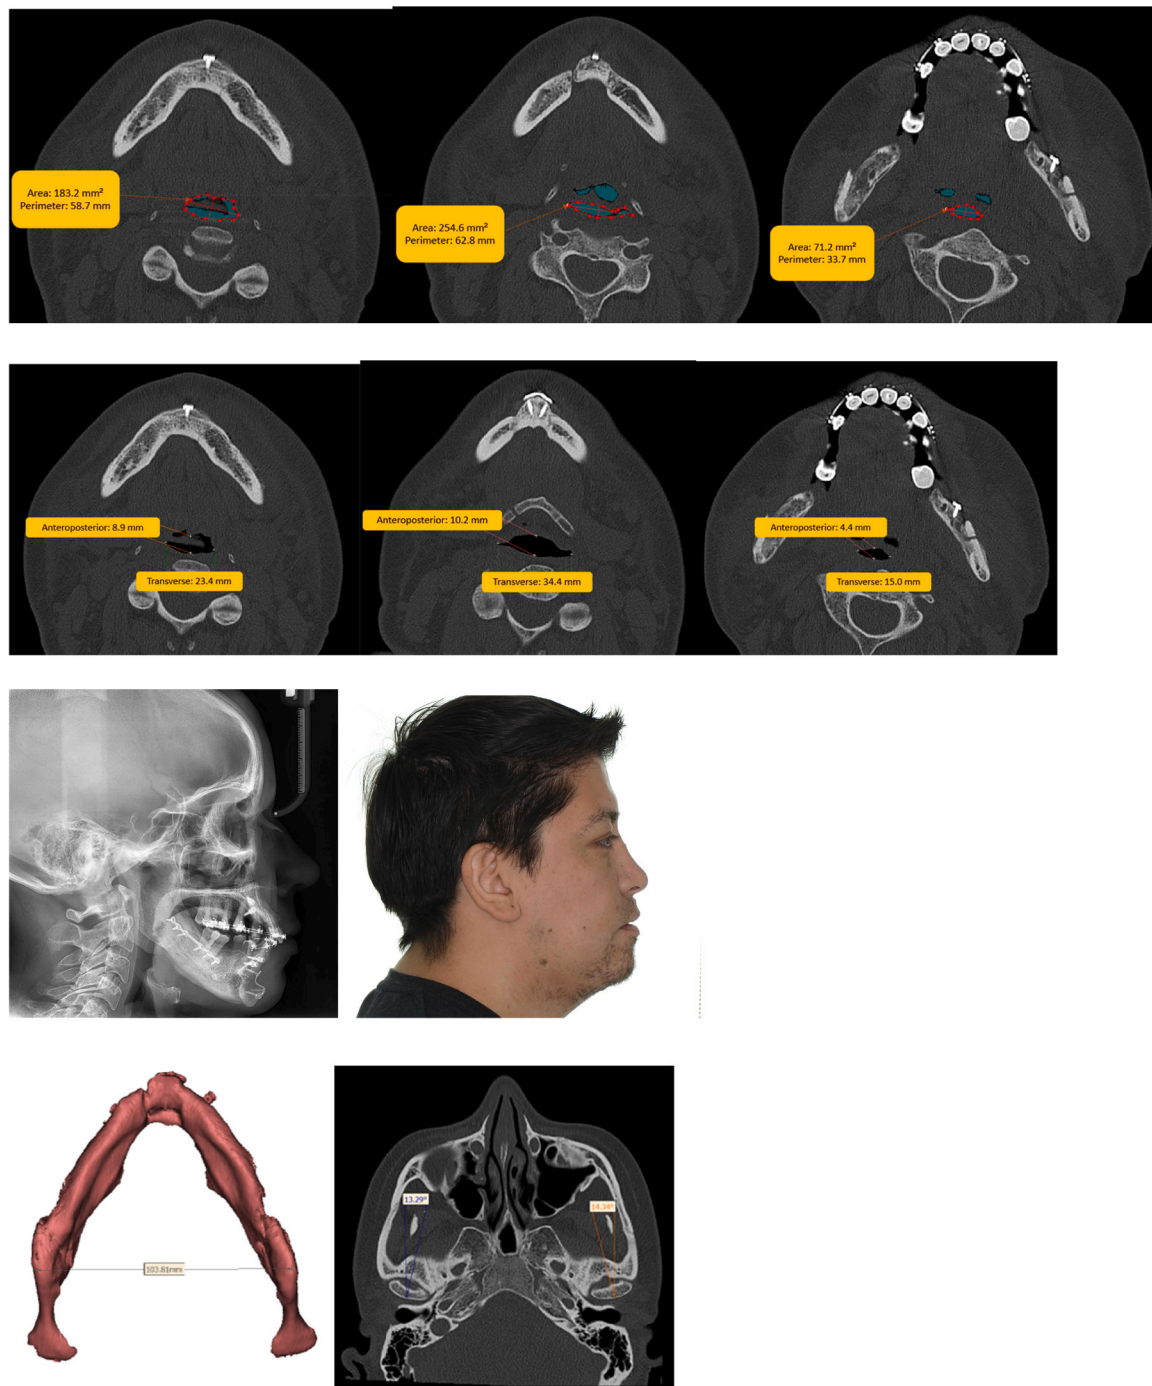 Area: 183.2 mm²
Perimeter: 58.7 mm
Area: 254.6 mm²
Perimeter: 62.8 mm
Area: 71.2 mm²
Perimeter: 33.7 mm
Anteroposterior: 8.9 mm
Transverse: 23.4 mm
Anteroposterior: 10.2 mm
Transverse: 34.4 mm
Anteroposterior: 4.4 mm
Transverse: 15.0 mm
103.81mm
13.29°
14.34°